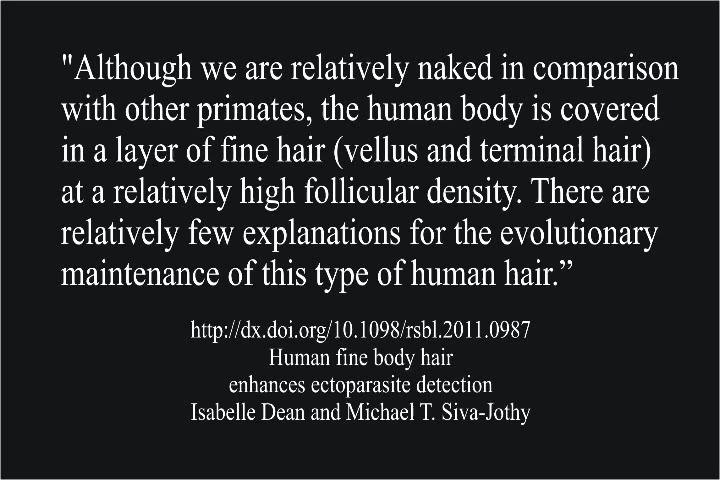 "Although we are relatively naked in comparison
with other primates, the human body is covered
in a layer of fine hair (vellus and terminal hair)
at a relatively high follicular density. There are
relatively few explanations for the evolutionary
maintenance of this type of human hair.”
http://dx.doi.org/10.1098/rsbl.2011.0987
Human fine body hair
enhances ectoparasite detection
Isabelle Dean and Michael T. Siva-Jothy